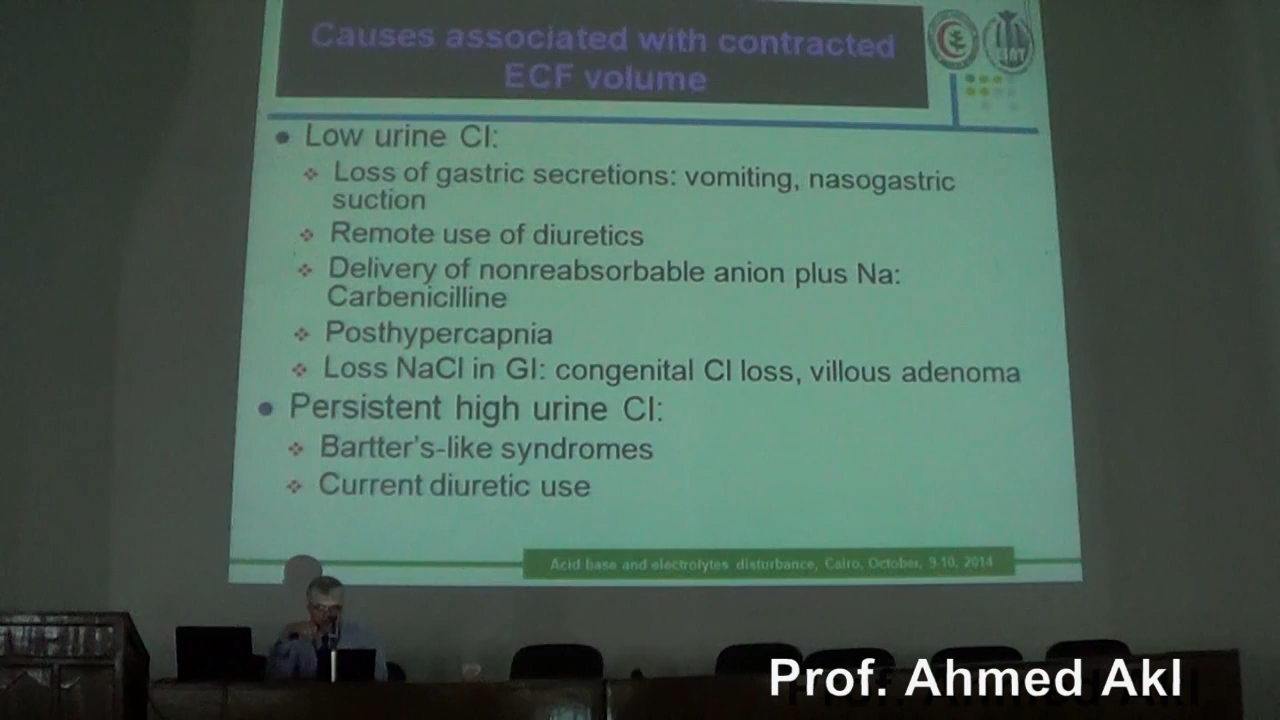 Causes associated with contracted
ECF volume
Low urine Cl:
Loss of gastric secretions: vomiting, nasogastric
suction
Remote use of diuretics
Delivery of nonreabsorbable anion plus Na:
Carbenicilline
Posthypercapnia
Loss NaCl in GI: congenital Cl loss, villous adenoma
Persistent high urine Cl:
Bartter's-like syndromes
Current diuretic use
Acid base and electrolytes disturbance, Cairo, October, 9-10, 2014
Prof. Ahmed Akl